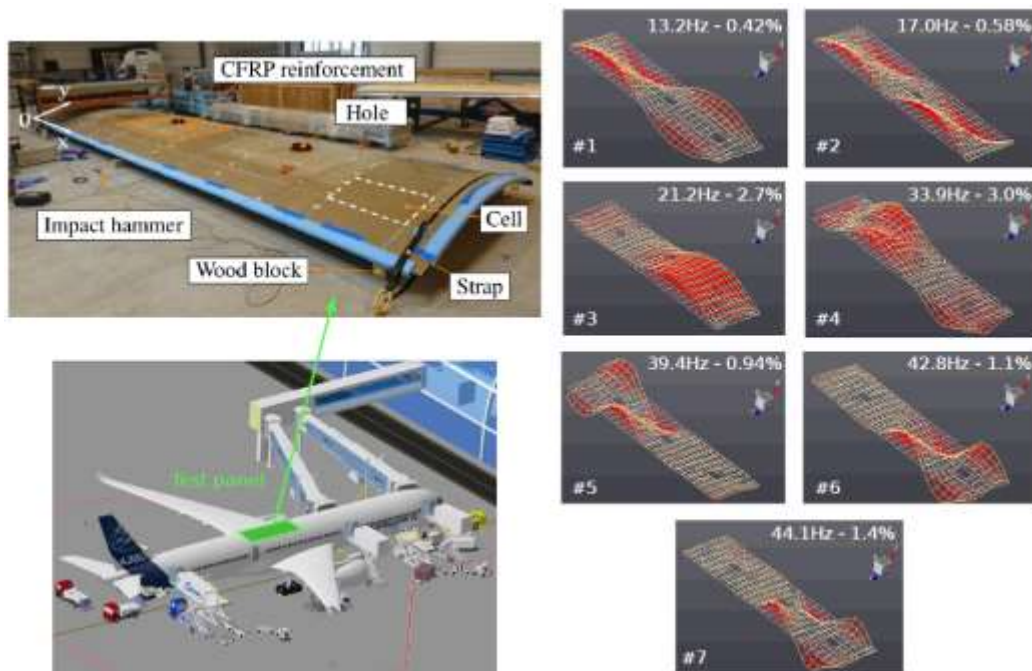 CFRP reinforcement
Hole
y
0
x
Impact hammer
Cell
Wood block
Strap
test panel
13.2Hz - 0.42%
#1
17.0Hz - 0.58%
#2
21.2Hz - 2.7%
#3
33.9Hz - 3.0%
#4
39.4Hz - 0.94%
#5
42.8Hz - 1.1%
#6
44.1Hz - 1.4%
#7